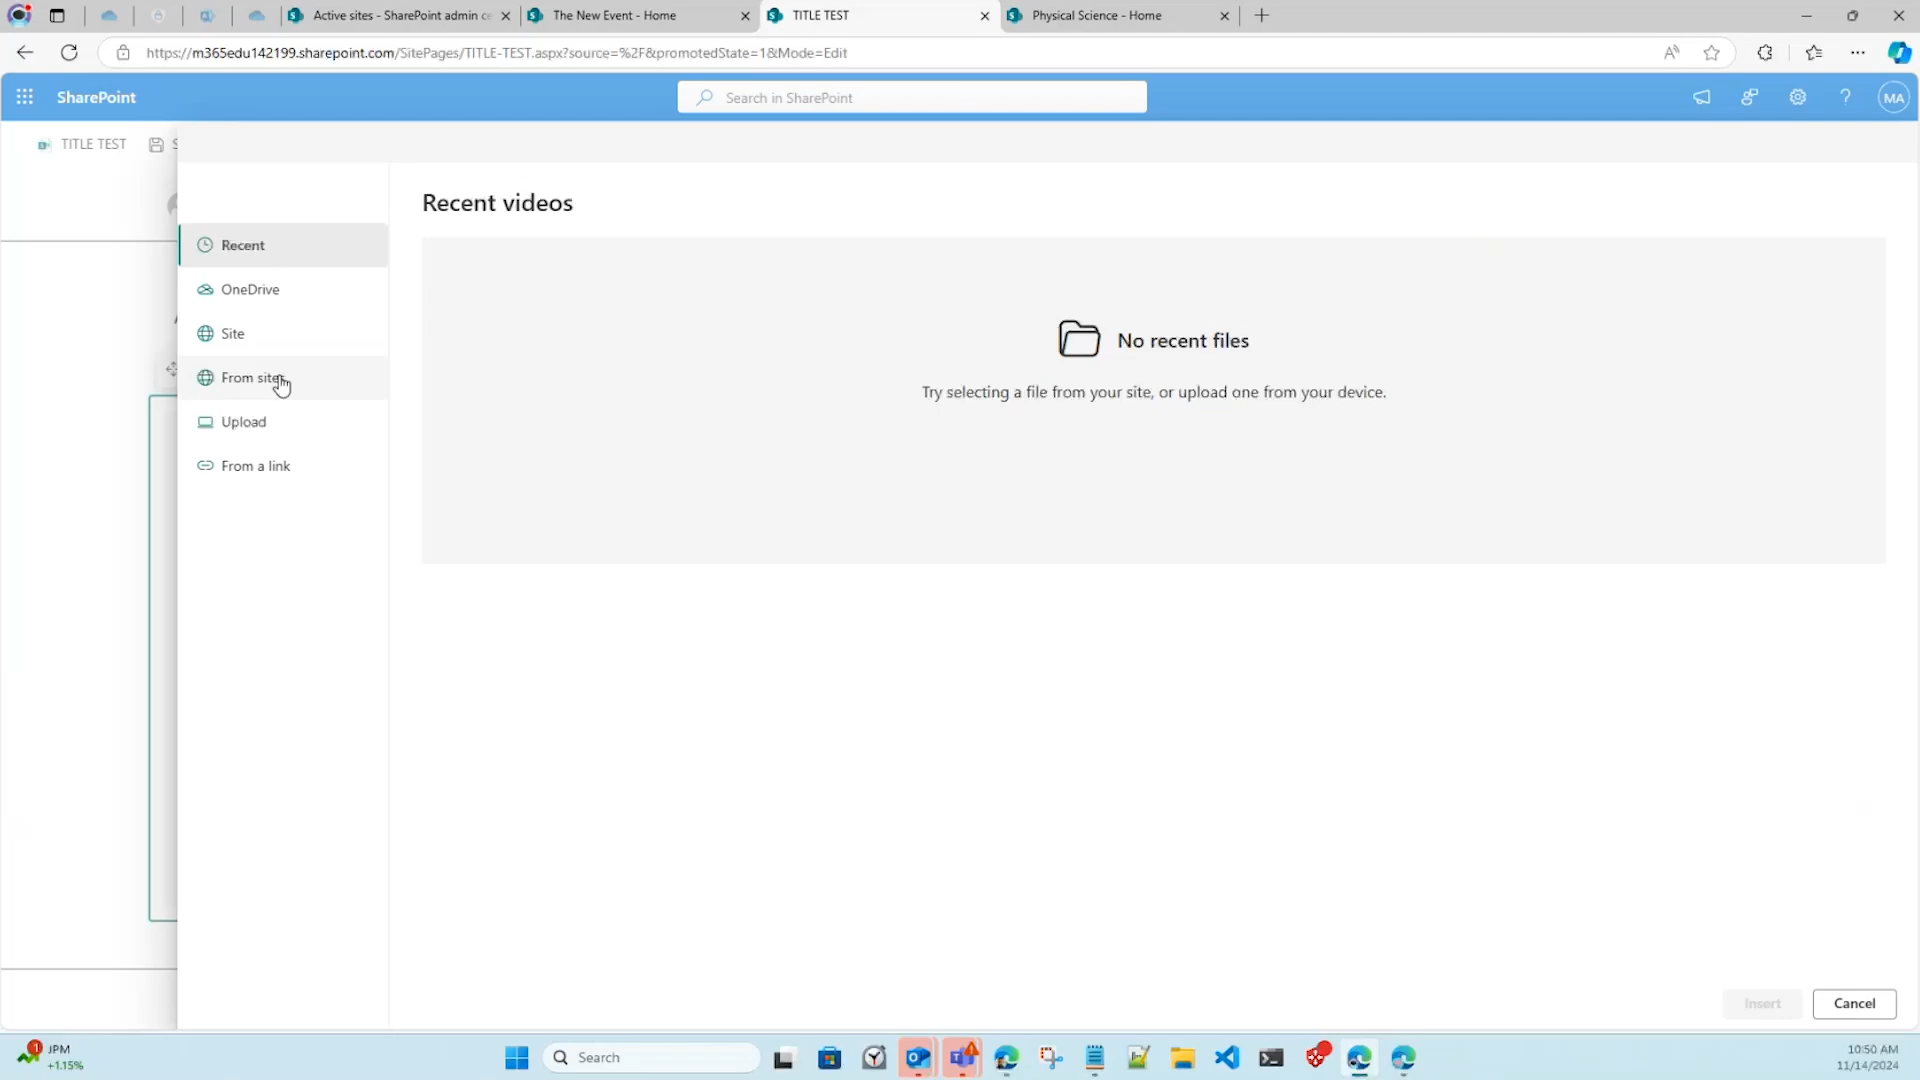 Active sites - SharePoint admin ce
The New Event - Home
TITLE TEST
Physical Science - Home
https://m365edu142199.sharepoint.com/SitePages/TITLE-TEST.aspx?source=%2F&promotedState=1&Mode=Edit
SharePoint
Search in SharePoint
MA
TITLE TEST
S
Recent videos
Recent
OneDrive
Site
From sites
Upload
From a link
No recent files
Try selecting a file from your site, or upload one from your device.
Insert
Cancel
1
JPM
+1.15%
Search
10:50 AM
11/14/2024